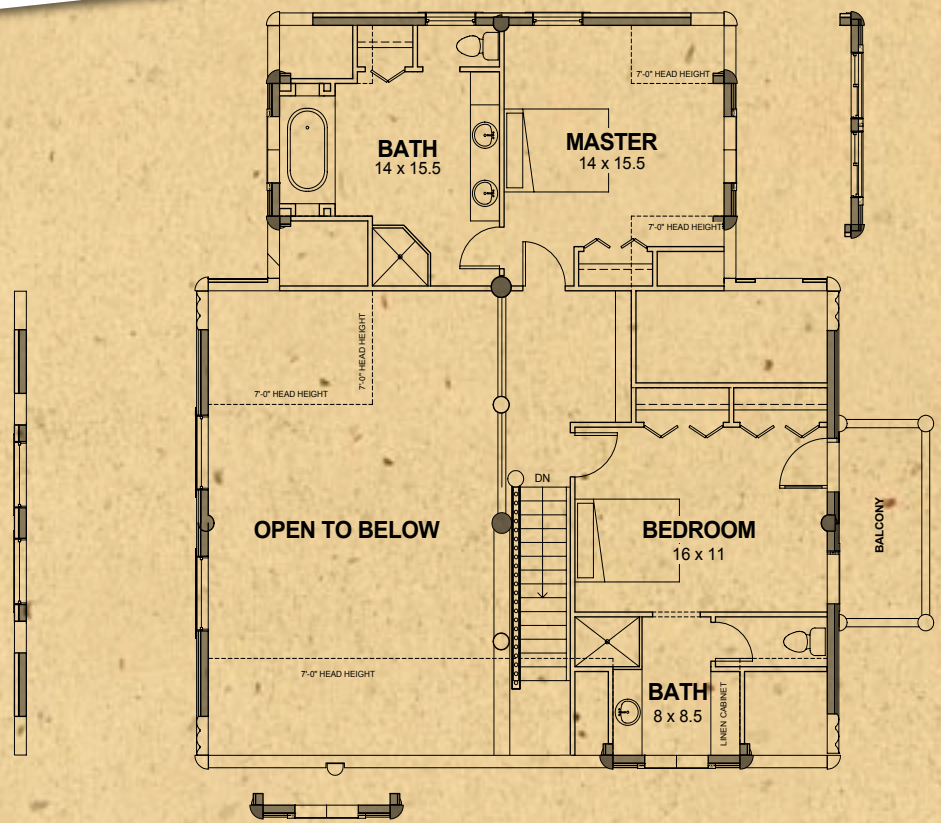 7'-0" HEAD HEIGHT
BATH
14 x 15.5
MASTER
14 x 15.5
7'-0" HEAD HEIGHT
7'-0" HEAD HEIGHT
7'-0" HEAD HEIGHT
DN
OPEN TO BELOW
BEDROOM
16 x 11
BALCONY
7'-0" HEAD HEIGHT
BATH
8 x 8.5
LINEN CABINET